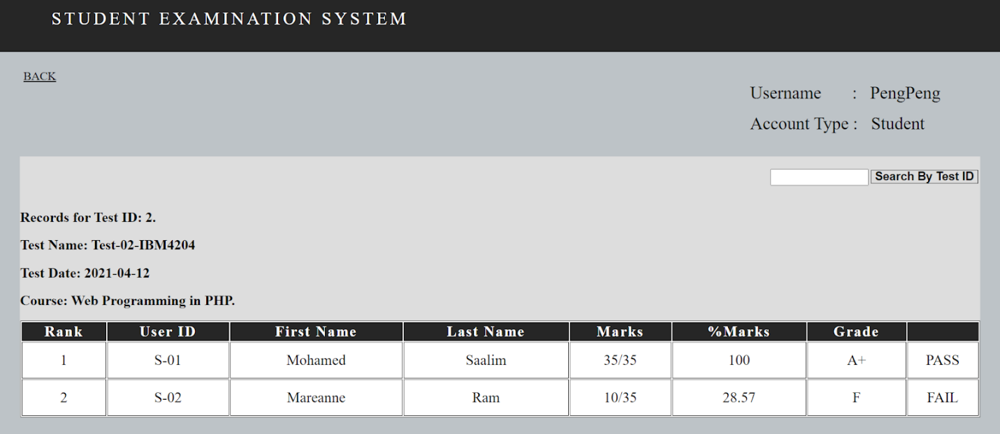 STUDENT EXAMINATION SYSTEM
BACK
Username : PengPeng
Account Type : Student
Search By Test ID
Records for Test ID: 2.
Test Name: Test-02-IBM4204
Test Date: 2021-04-12
Course: Web Programming in PHP.
Rank User ID First Name Last Name Marks %Marks Grade
1 S-01 Mohamed Saalim 35/35 100 A+ PASS
2 S-02 Mareanne Ram 10/35 28.57 F FAIL